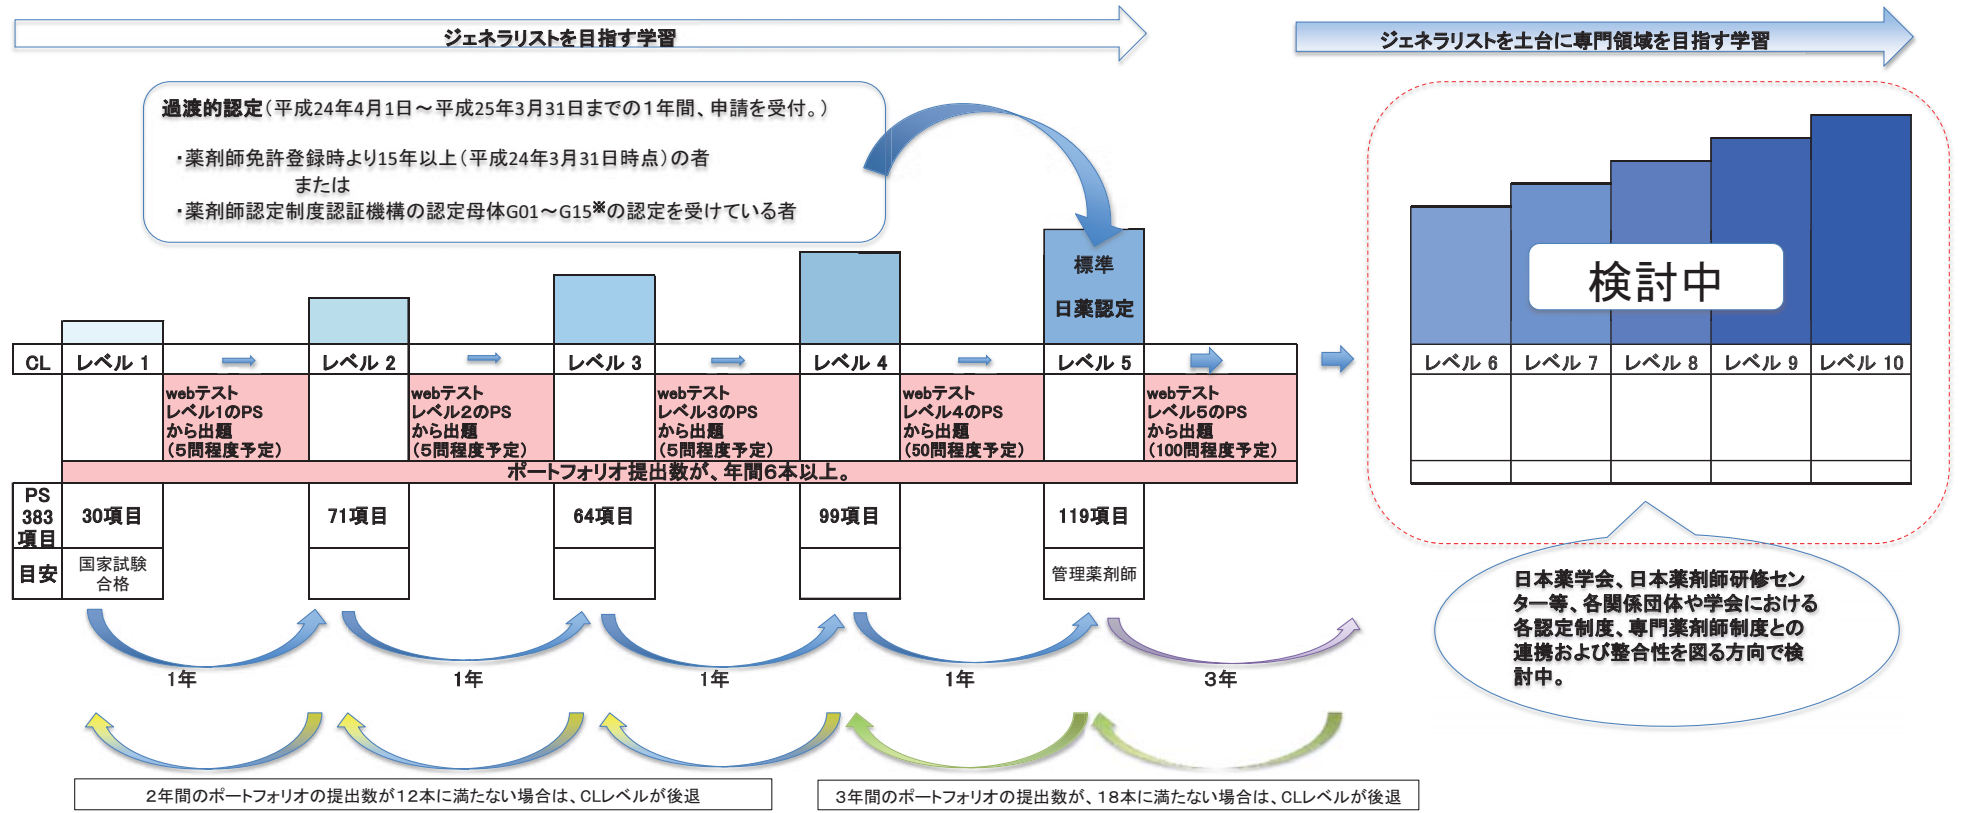 ジェネラリストを目指す学習
ジェネラリストを土台に専門領域を目指す学習
過渡的認定（平成24年4月1日～平成25年3月31日までの１年間、申請を受付。）
・薬剤師免許登録時より15年以上（平成24年3月31日時点）の者
または
・薬剤師認定制度認証機構の認定母体G01～G15※の認定を受けている者
標準
日薬認定
検討中
CL
レベル 1
レベル 2
レベル 3
レベル 4
レベル 5
レベル 6
レベル 7
レベル 8
レベル 9
レベル 10
webテスト
レベル１のPS
から出題
（５問程度予定）
webテスト
レベル２のPS
から出題
（５問程度予定）
webテスト
レベル３のPS
から出題
（５問程度予定）
webテスト
レベル４のPS
から出題
（50問程度予定）
webテスト
レベル５のPS
から出題
（100問程度予定）
ポートフォリオ提出数が、年間６本以上。
PS
383
項目
30項目
71項目
64項目
99項目
119項目
目安
国家試験
合格
管理薬剤師
1年
1年
1年
1年
３年
日本薬学会、日本薬剤師研修セン
ター等、各関係団体や学会における
各認定制度、専門薬剤師制度との
連携および整合性を図る方向で検
討中。
２年間のポートフォリオの提出数が１２本に満たない場合は、CLレベルが後退
３年間のポートフォリオの提出数が、１８本に満たない場合は、CLレベルが後退